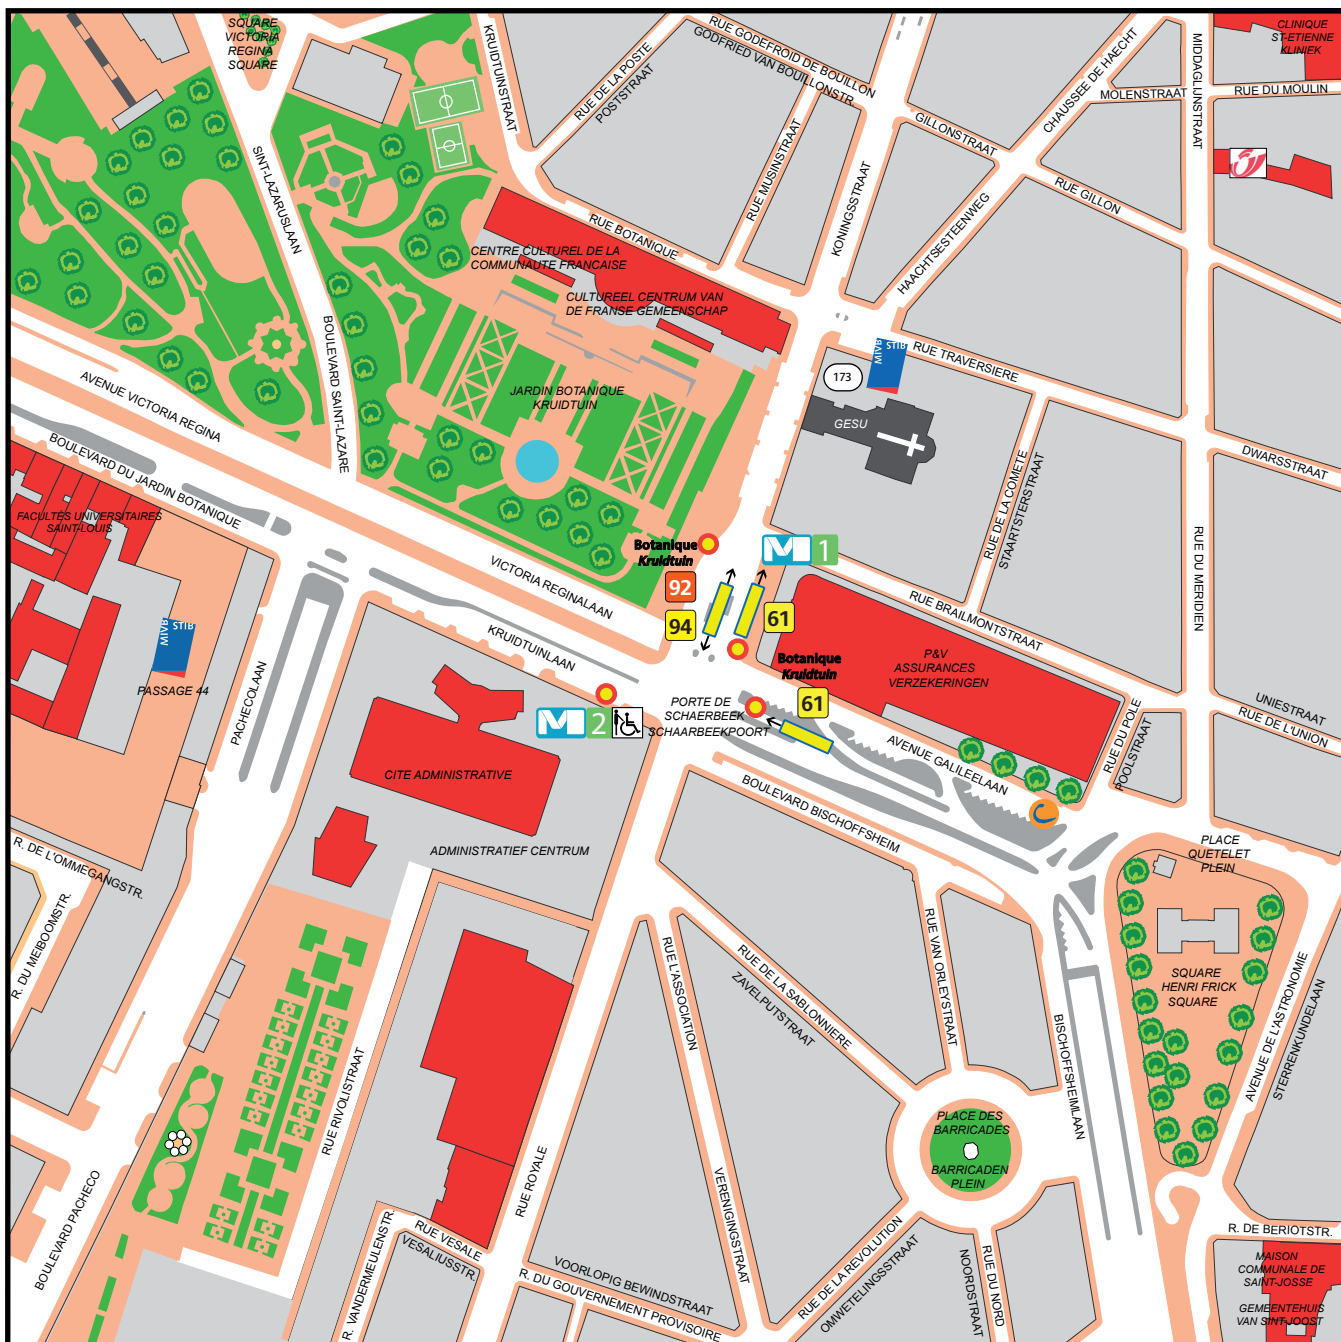 SQUARE
VICTORIA
REGINA
SQUARE
KRUIDTUINSTRAAT
RUE DE LA POSTE
POSTSTRAAT
RUE GODEFROID DE BOUILLON
GODFRIED VAN BOUILLONSTR.
CHAUSSEE DE HAECHT
MIDDAGLIJNSTRAAT
CLINIQUE
ST-ETIENNE
KLINIEK
MOLENSTRAAT
RUE DU MOULIN
GILLONSTRAAT
RUE GILLON
RUE MUSINSTRAAT
KONINGSSTRAAT
HAACHTSESTEENWEG
SINT-LAZARUSLAAN
RUE BOTANIQUE
CENTRE CULTUREL DE LA
COMMUNAUTE FRANCAISE
CULTUREEL CENTRUM VAN
DE FRANSE GEMEENSCHAP
BOULEVARD SAINT-LAZARE
JARDIN BOTANIQUE
KRUIDTUIN
MIVB STIB
173
RUE TRAVERSIERE
GESU
DWARSSTRAAT
AVENUE VICTORIA REGINA
BOULEVARD DU JARDIN BOTANIQUE
FACULTES UNIVERSITAIRES
SAINT-LOUIS
RUE DE LA COMETE
STAARTSTERSTRAAT
RUE DU MERIDIEN
VICTORIA REGINALAAN
Botanique
Kruidtuin
92
94
M 1
61
RUE BRAILMONTSTRAAT
KRUIDTUINLAAN
Botanique
Kruidtuin
61
P&V
ASSURANCES
VERZEKERINGEN
MIVB STIB
PASSAGE 44
PACHECOLAAN
M 2
PORTE DE
SCHAERBEEK
SCHAARBEEKPOORT
UNIESTRAAT
RUE DE L'UNION
RUE DU POLE
POOLSTRAAT
AVENUE GALILEELAAN
CITE ADMINISTRATIVE
BOULEVARD BISCHOFFSHEIM
ADMINISTRATIEF CENTRUM
PLACE
QUETELET
PLEIN
R. DE L'OMMEGANGSTR.
R. DU MEIBOOMSTR.
RUE L'ASSOCIATION
RUE DE LA SABLONNIERE
ZAVELPUTSTRAAT
RUE VAN ORLEYSTRAAT
BISCHOFFSHEIMLAAN
SQUARE
HENRI FRICK
SQUARE
AVENUE DE L'ASTRONOMIE
STERRENKUNDELAAN
RUE RIVOLISTRAAT
PLACE DES
BARRICADES
BARRICADEN
PLEIN
BOULEVARD PACHECO
RUE ROYALE
VERENIGINGSTRAAT
R. VANDERMEULENSTR.
RUE VESALE
VESALIUSSTR.
VOORLOPIG BEWINDSTRAAT
R. DU GOUVERNEMENT PROVISOIRE
RUE DE LA REVOLUTION
OMWETELINGSSTRAAT
NOORDSTRAAT
RUE DU NORD
R. DE BERIOTSTR.
MAISON
COMMUNALE DE
SAINT-JOSSE
GEMEENTEHUIS
VAN SINT-JOOST